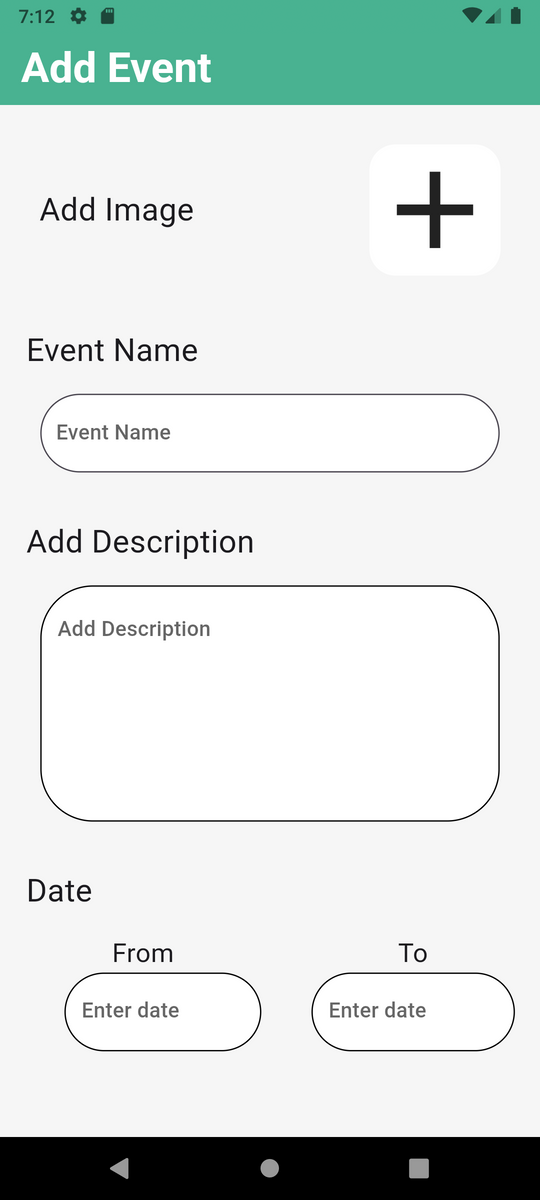 7:12
Add Event
Add Image
Event Name
Event Name
Add Description
Add Description
Date
From To
Enter date Enter date